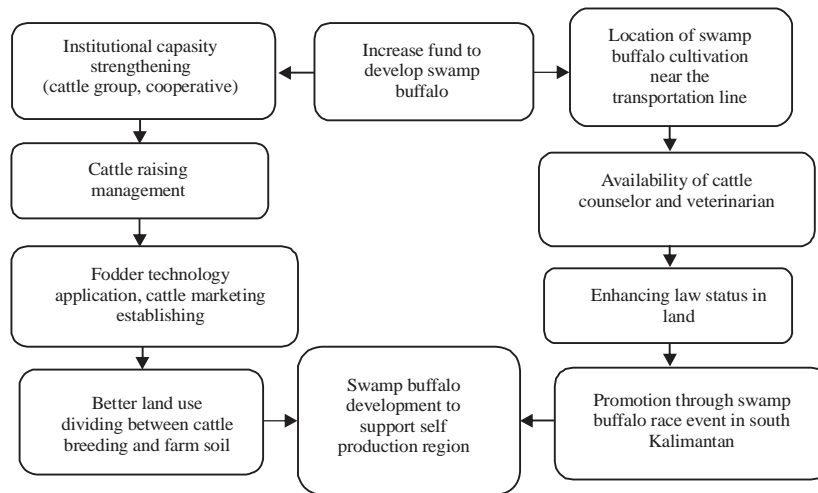 Institutional capasity
strengthening
(cattle group, cooperative)
Increase fund to
develop swamp
buffalo
Location of swamp
buffalo cultivation
near the
transportation line
Cattle raising
management
Availability of cattle
counselor and veterinarian
Fodder technology
application, cattle marketing
establishing
Enhancing law status in
land
Better land use
dividing between cattle
breeding and farm soil
Swamp buffalo
development to
support self
production region
Promotion through swamp
buffalo race event in south
Kalimantan